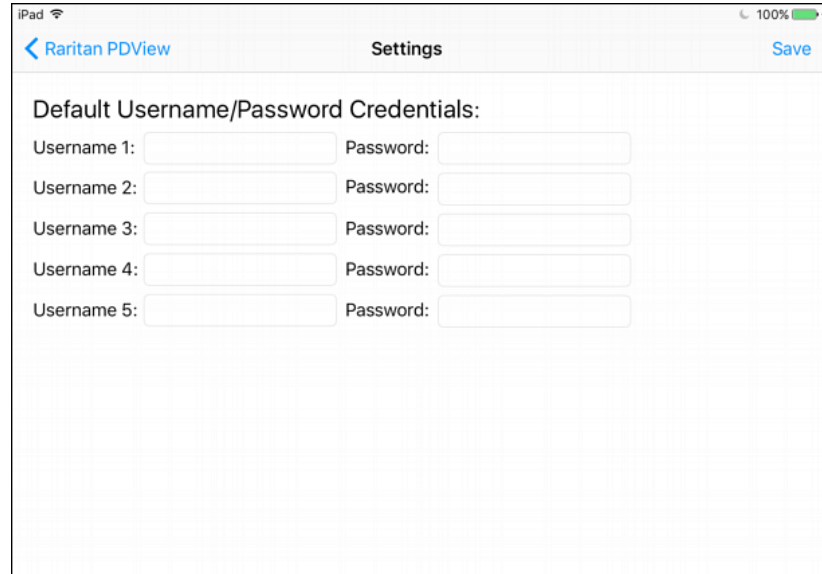 iPad 100%
Raritan PDView Settings Save
Default Username/Password Credentials:
Username 1: Password:
Username 2: Password:
Username 3: Password:
Username 4: Password:
Username 5: Password: